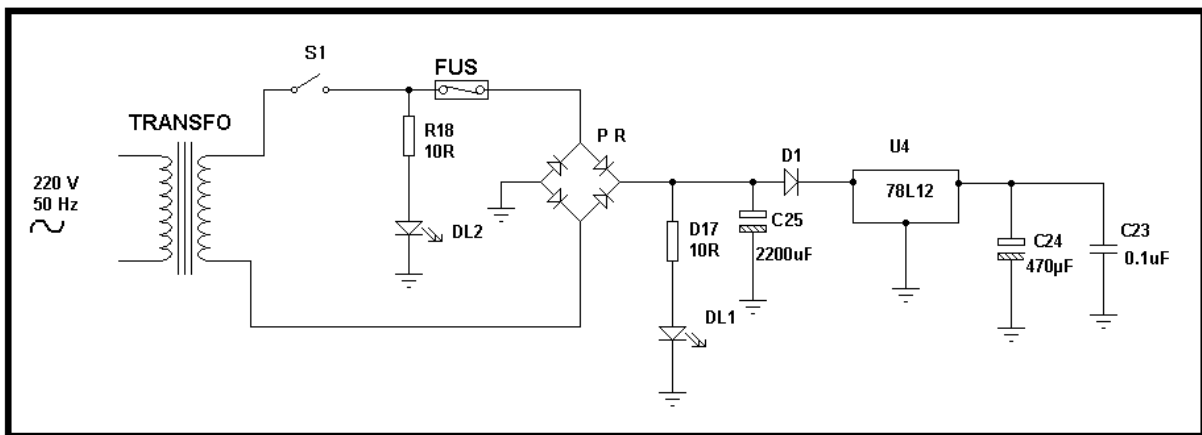 S1
FUS
TRANSFO
R18
10R
P R
220 V
50 Hz
DL2
D1
U4
78L12
D17
10R
C25
2200uF
C24
470µF
C23
0.1uF
DL1